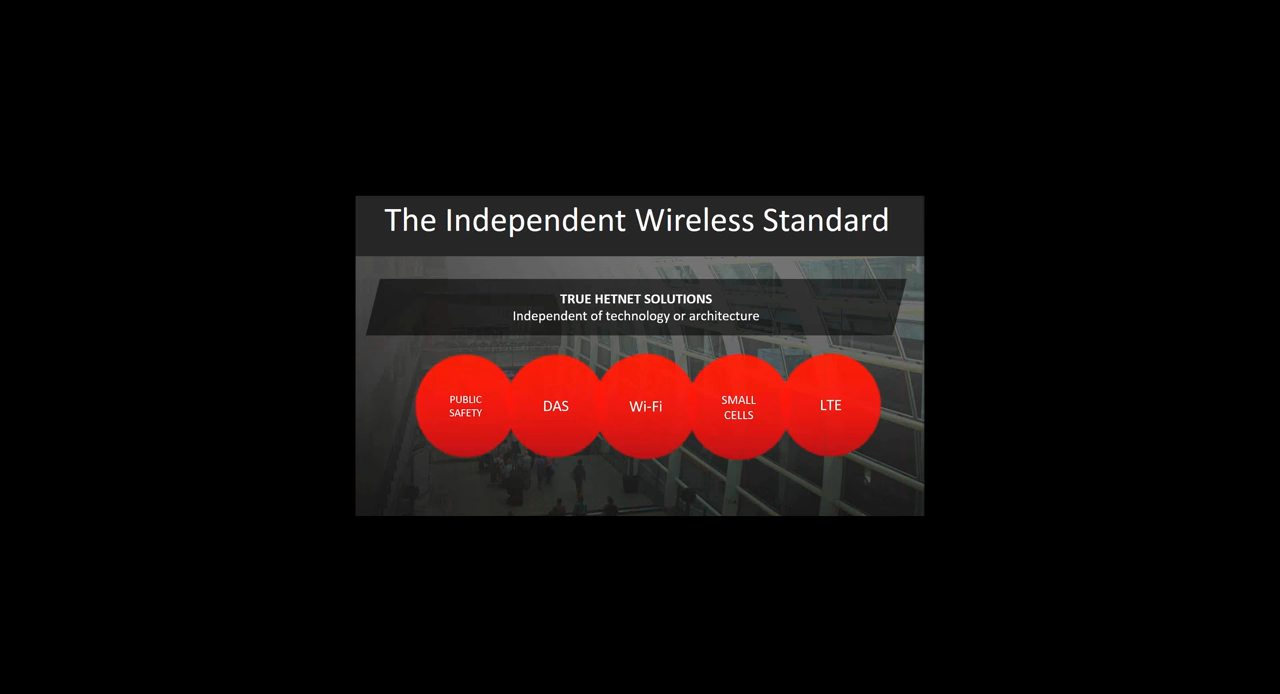 The Independent Wireless Standard
TRUE HETNET SOLUTIONS
Independent of technology or architecture
PUBLIC
SAFETY
DAS
Wi-Fi
SMALL
CELLS
LTE